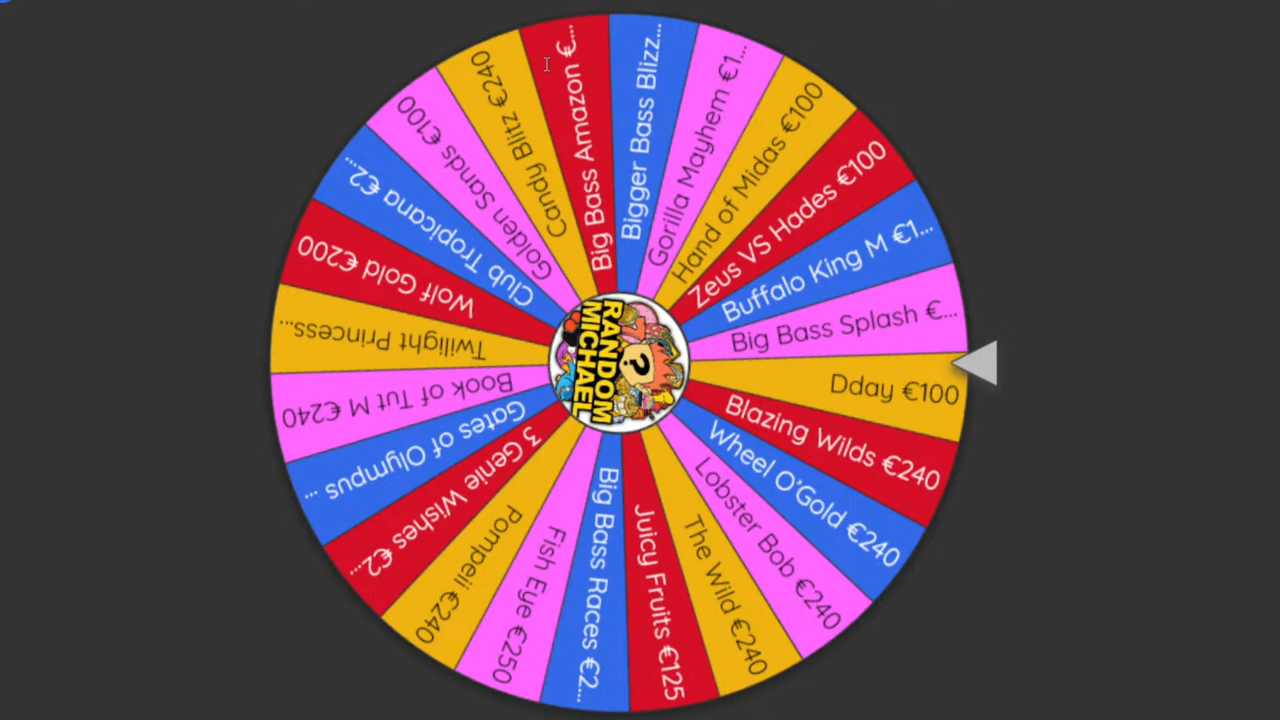 Big Bass Amazon €...
Bigger Bass Blizz...
Gorilla Mayhem €1...
Hand of Midas €100
Zeus VS Hades €100
Buffalo King M €1...
Big Bass Splash €...
Dday €100
Blazing Wilds €240
Wheel O'Gold €240
Lobster Bob €240
The Wild €240
Juicy Fruits €125
Big Bass Races €2...
Fish Eye €250
Pompeii €240
3 Genie Wishes €2...
Gates of Olympus ...
Book of Tut M €240
Twilight Princess...
Wolf Gold €200
Club Tropicana €2...
Golden Sands €100
Candy Blitz €240
RANDOM
MICHAEL
?